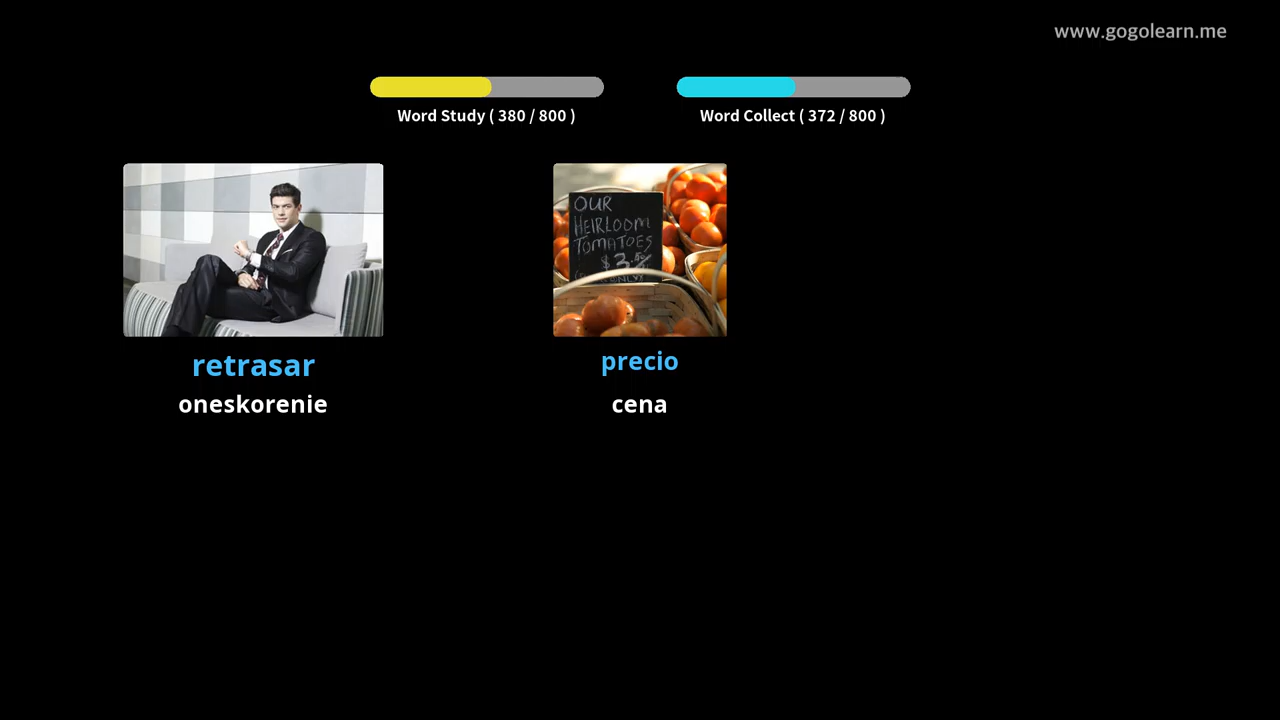 www.gogolearn.me
Word Study ( 380 / 800 )
Word Collect ( 372 / 800 )
OUR
HEIRLOOM
TOMATOES
retrasar
precio
oneskorenie
cena